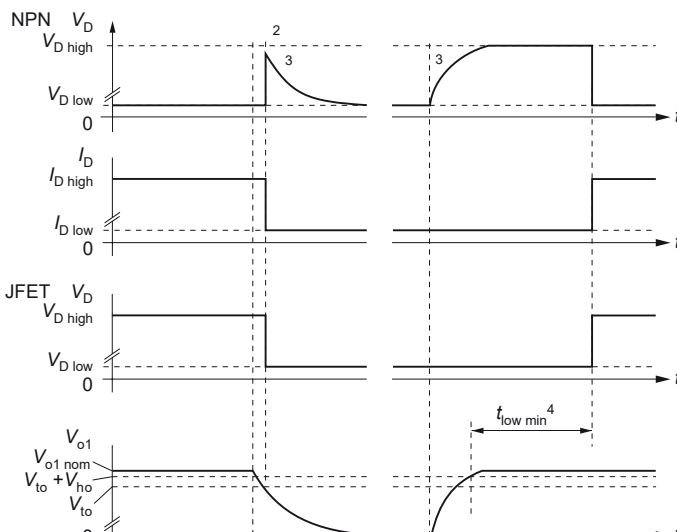 NPN V_D
2
V_D high
3
3
V_D low
0
t
I_D
I_D high
I_D low
0
t
JFET V_D
V_D high
V_D low
0
t
t_low min^4
V_o1
V_o1 nom
V_to + V_ho
V_to
0
t